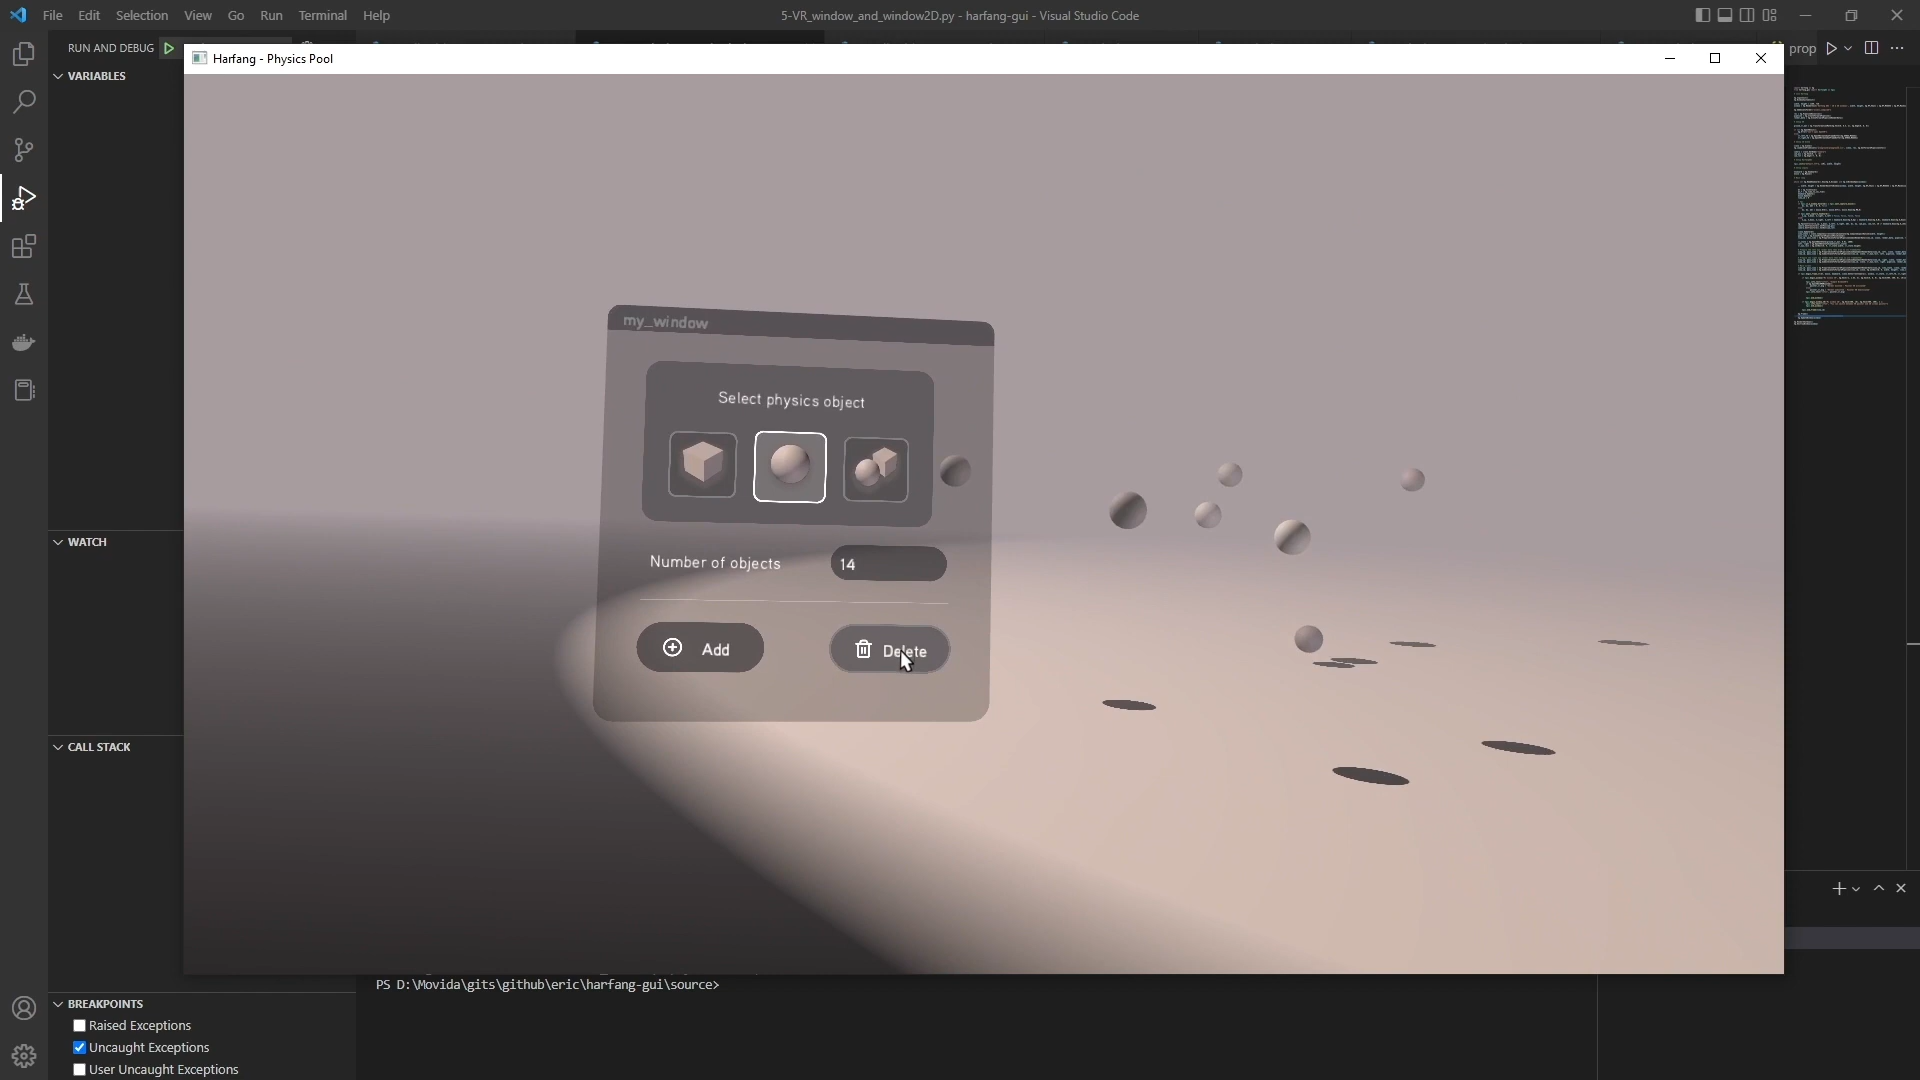 File Edit Selection View Go Run Terminal Help
5-VR_window_and_window2D.py - harfang-gui - Visual Studio Code
RUN AND DEBUG
prop
Harfang - Physics Pool
VARIABLES
my_window
Select physics object
WATCH
Number of objects 14
Add Delete
CALL STACK
PS D:\Movida\gits\github\eric\harfang-gui\source>
BREAKPOINTS
Raised Exceptions
Uncaught Exceptions
User Uncaught Exceptions